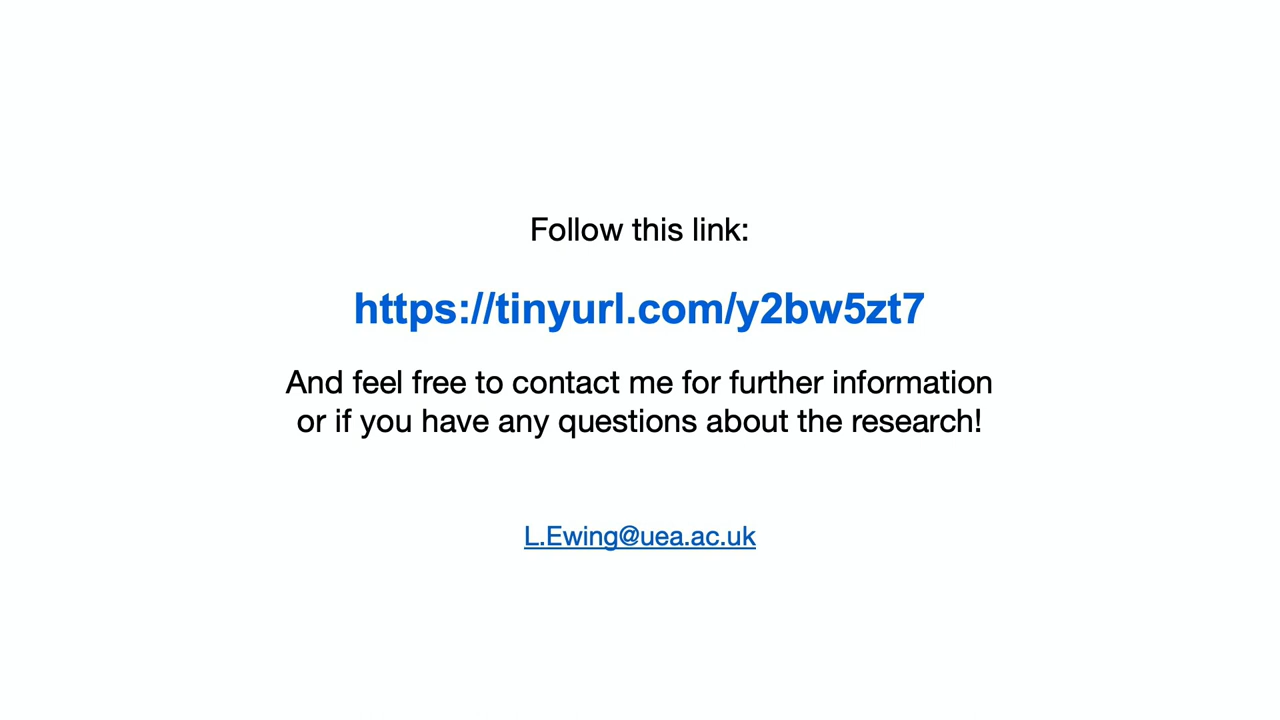 Follow this link:
https://tinyurl.com/y2bw5zt7
And feel free to contact me for further information
or if you have any questions about the research!
L.Ewing@uea.ac.uk